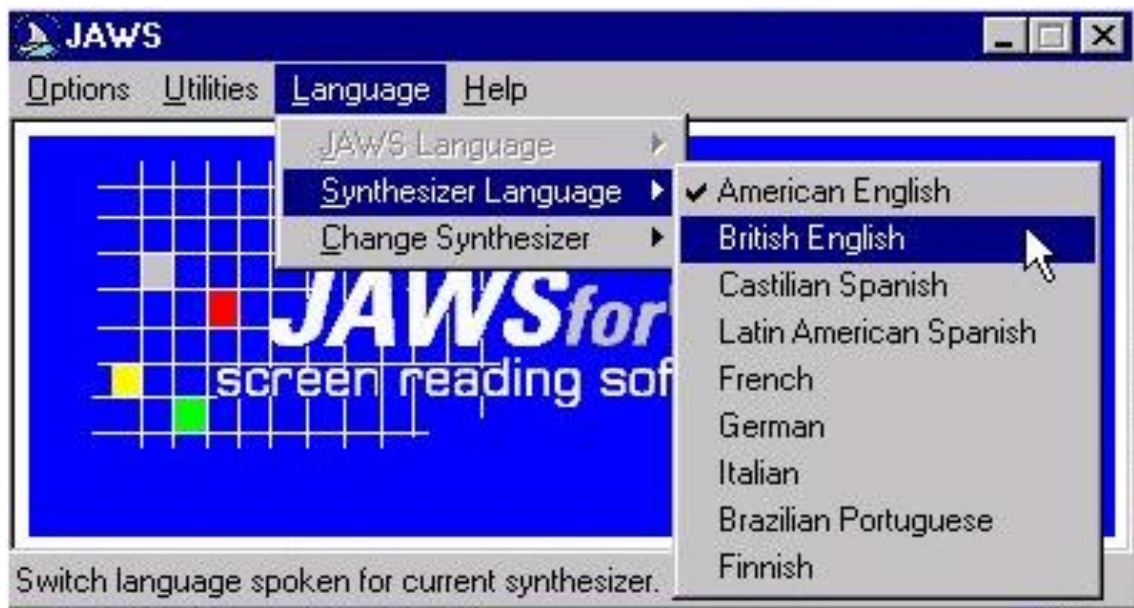 JAWS
Options Utilities Language Help
JAWS Language
Synthesizer Language
Change Synthesizer
American English
British English
Castilian Spanish
Latin American Spanish
French
German
Italian
Brazilian Portuguese
Finnish
JAWS for
screen reading sof
Switch language spoken for current synthesizer.